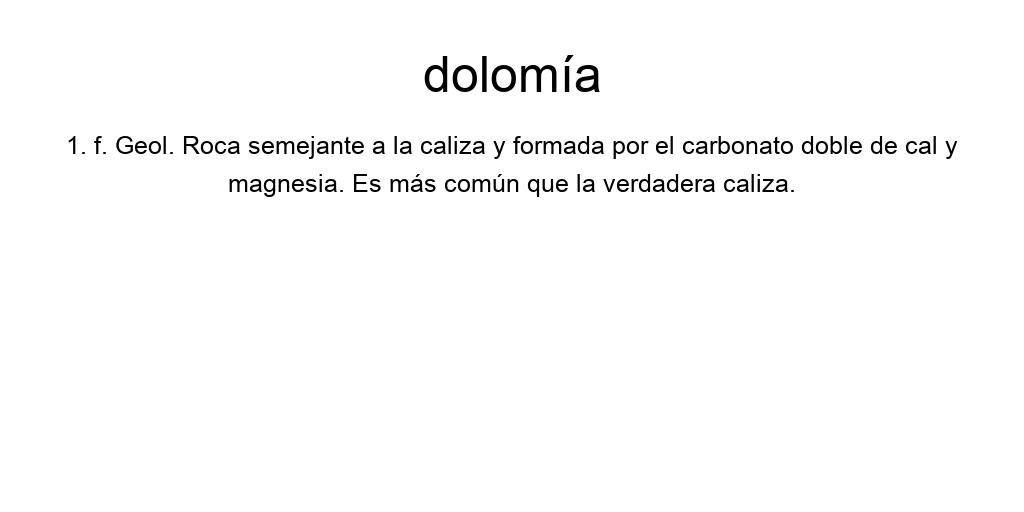 dolomía
1. f. Geol. Roca semejante a la caliza y formada por el carbonato doble de cal y
magnesia. Es más común que la verdadera caliza.